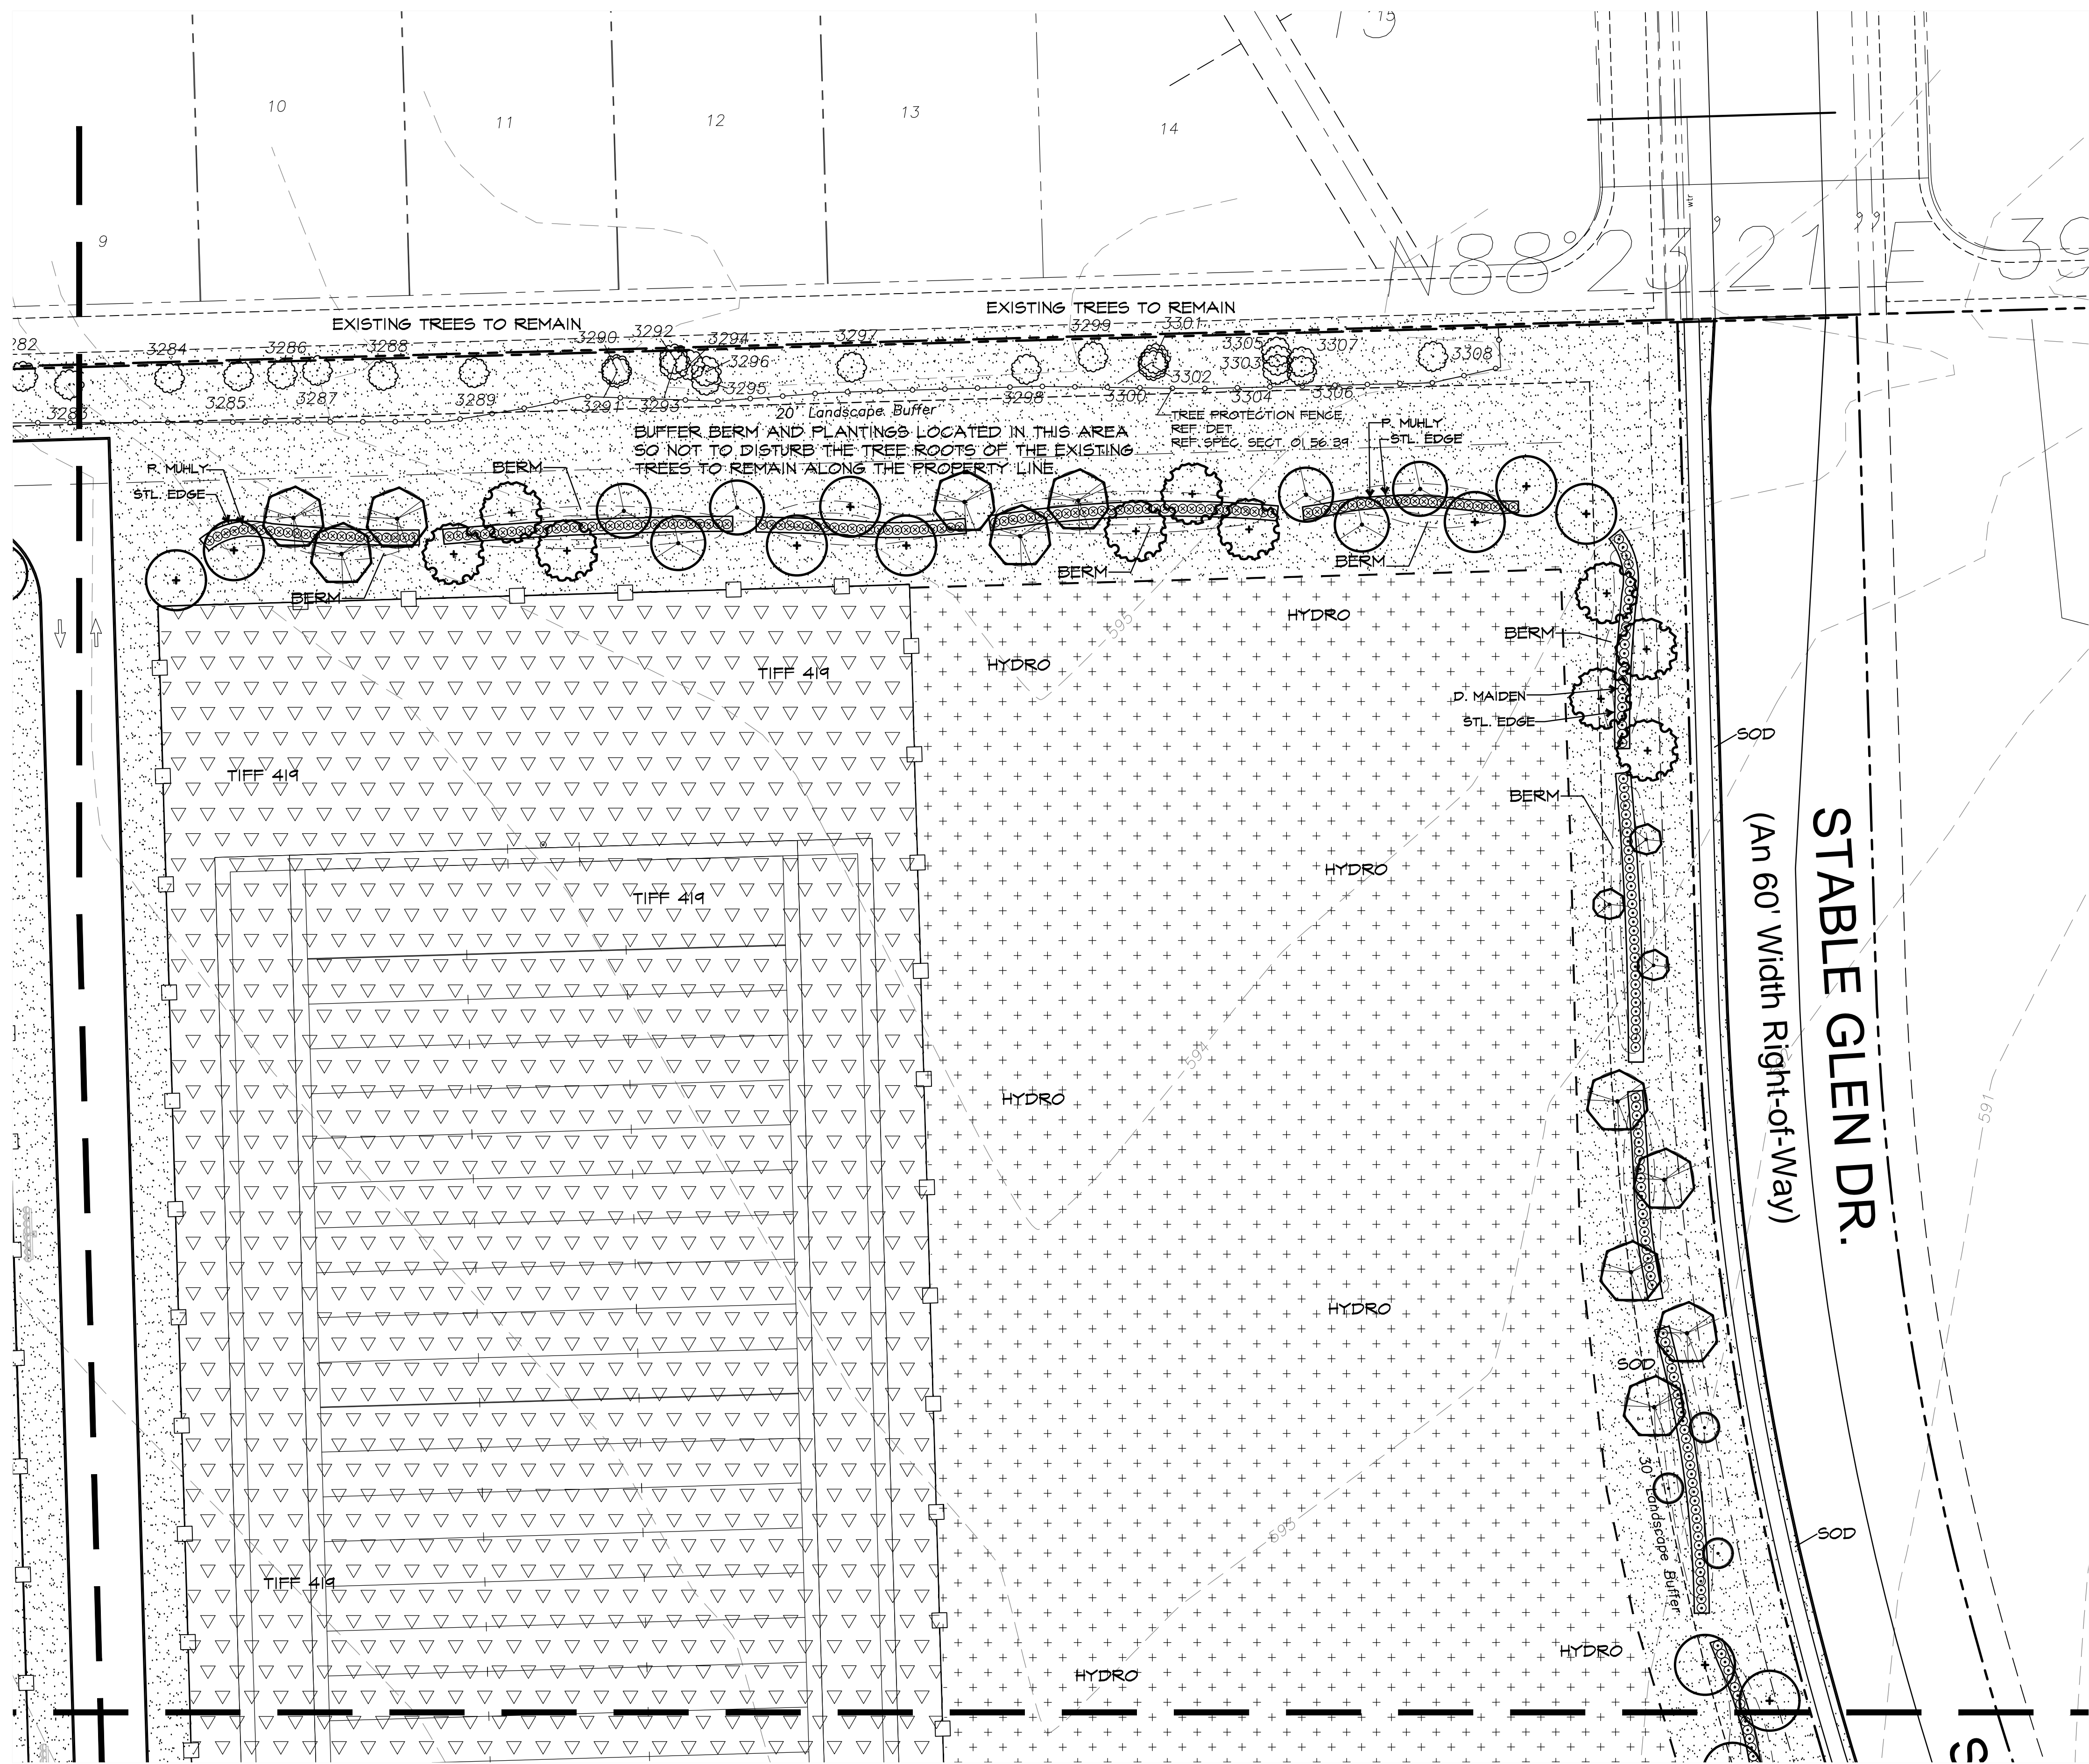 15
10
11
12
13
14
9
wtr
N88°23'21"E 39
EXISTING TREES TO REMAIN
EXISTING TREES TO REMAIN
282
3284
3286
3288
3290
3292
3294
3297
3299
3301
3305
3307
3296
3303
3308
3302
3295
3283
3285
3287
3289
3291
3293
3298
3300
3304
3306
20' Landscape Buffer
BUFFER BERM AND PLANTINGS LOCATED IN THIS AREA
SO NOT TO DISTURB THE TREE ROOTS OF THE EXISTING
TREES TO REMAIN ALONG THE PROPERTY LINE.
TREE PROTECTION FENCE,
REF. DET.
REF. SPEC. SECT. 01 56 39
P. MUHLY
STL. EDGE
P. MUHLY
STL. EDGE
BERM
BERM
BERM
BERM
HYDRO
595
BERM
HYDRO
TIFF 419
D. MAIDEN
STL. EDGE
SOD
TIFF 419
BERM
HYDRO
TIFF 419
STABLE GLEN DR.
(An 60' Width Right-of-Way)
594
HYDRO
591
HYDRO
SOD
30' Landscape Buffer
595
SOD
TIFF 419
HYDRO
HYDRO
S